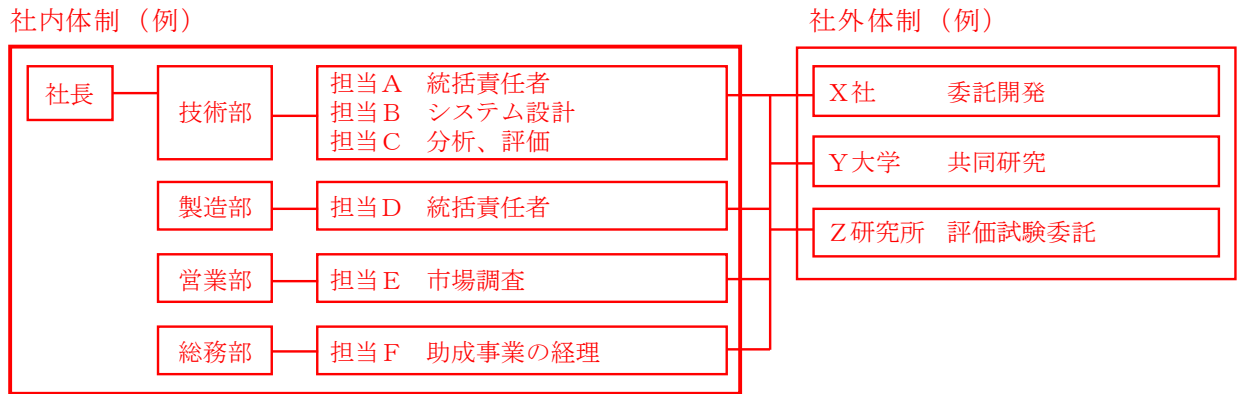 社内体制（例）
社外体制（例）
社長
技術部
担当Ａ　統括責任者
担当Ｂ　システム設計
担当Ｃ　分析、評価
製造部
担当Ｄ　統括責任者
営業部
担当Ｅ　市場調査
総務部
担当Ｆ　助成事業の経理
Ｘ社　　　委託開発
Ｙ大学　　共同研究
Ｚ研究所　評価試験委託